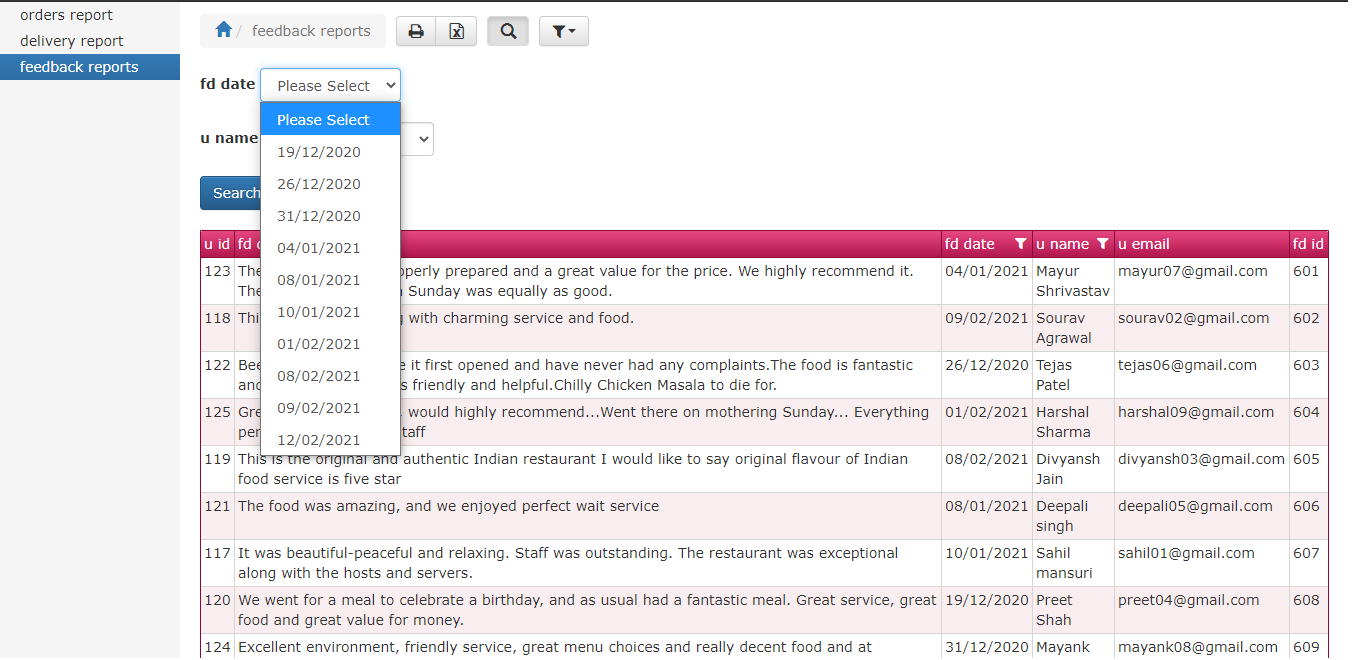 orders report
delivery report
feedback reports
/ feedback reports
fd date Please Select
Please Select
19/12/2020
26/12/2020
31/12/2020
04/01/2021
08/01/2021
10/01/2021
01/02/2021
08/02/2021
09/02/2021
12/02/2021
u name
Search
u id fd fd date u name u email fd id
123 The operly prepared and a great value for the price. We highly recommend it. 04/01/2021 Mayur mayur07@gmail.com 601
The Sunday was equally as good. Shrivastav
118 Thi with charming service and food. 09/02/2021 Sourav sourav02@gmail.com 602
Agrawal
122 Bee e it first opened and have never had any complaints.The food is fantastic 26/12/2020 Tejas tejas06@gmail.com 603
and s friendly and helpful.Chilly Chicken Masala to die for. Patel
125 Gre would highly recommend...Went there on mothering Sunday... Everything 01/02/2021 Harshal harshal09@gmail.com 604
per taff Sharma
119 This is the original and authentic Indian restaurant I would like to say original flavour of Indian 08/02/2021 Divyansh divyansh03@gmail.com 605
food service is five star Jain
121 The food was amazing, and we enjoyed perfect wait service 08/01/2021 Deepali deepali05@gmail.com 606
singh
117 It was beautiful-peaceful and relaxing. Staff was outstanding. The restaurant was exceptional 10/01/2021 Sahil sahil01@gmail.com 607
along with the hosts and servers. mansuri
120 We went for a meal to celebrate a birthday, and as usual had a fantastic meal. Great service, great 19/12/2020 Preet preet04@gmail.com 608
food and great value for money. Shah
124 Excellent environment, friendly service, great menu choices and really decent food and at 31/12/2020 Mayank mayank08@gmail.com 609